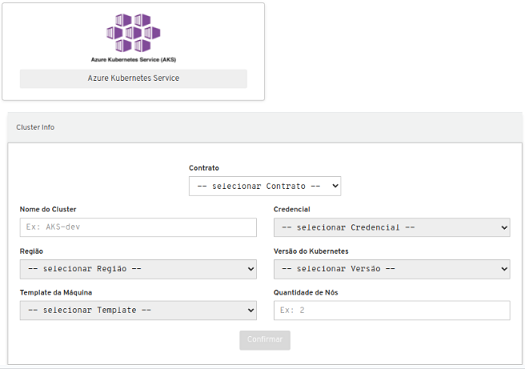 Azure Kubernetes Service (AKS)
Azure Kubernetes Service
Cluster Info
Contrato
-- selecionar Contrato --
Nome do Cluster
Credencial
Ex: AKS-dev
-- selecionar Credencial --
Região
Versão do Kubernetes
-- selecionar Região --
-- selecionar Versão --
Template da Máquina
Quantidade de Nós
-- selecionar Template --
Ex: 2
Confirmar